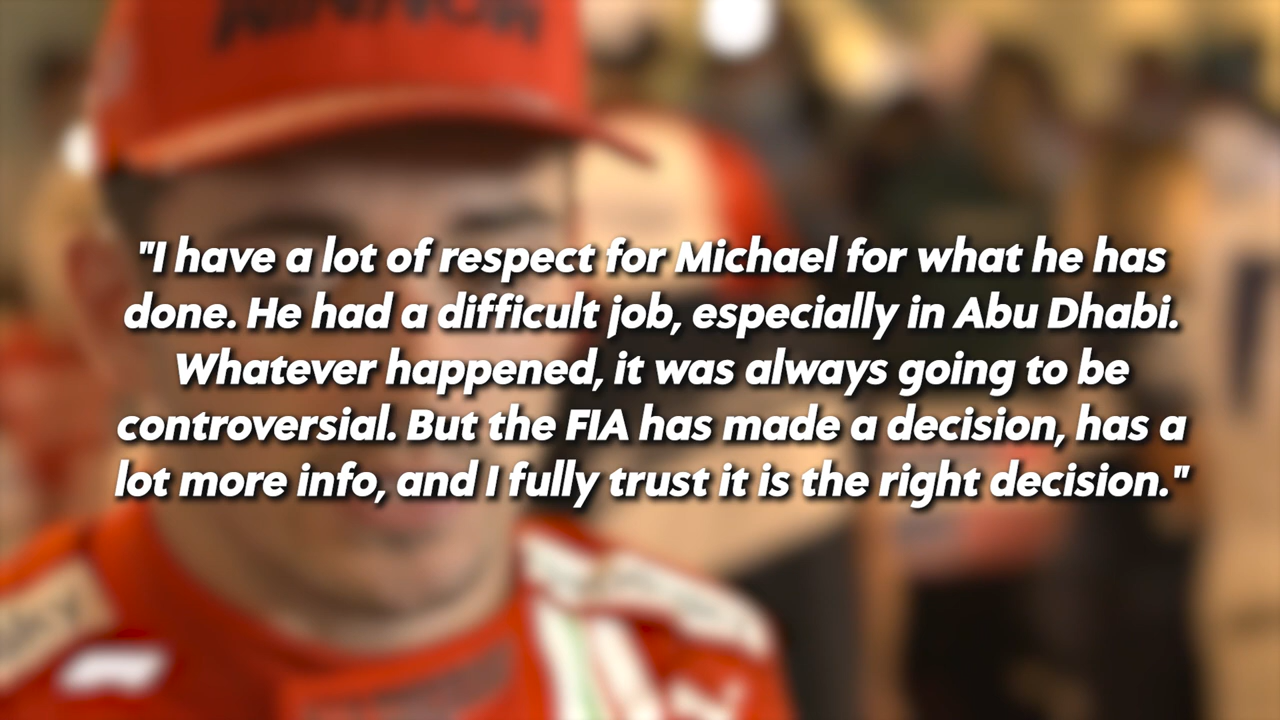 "I have a lot of respect for Michael for what he has
done. He had a difficult job, especially in Abu Dhabi.
Whatever happened, it was always going to be
controversial. But the FIA has made a decision, has a
lot more info, and I fully trust it is the right decision."